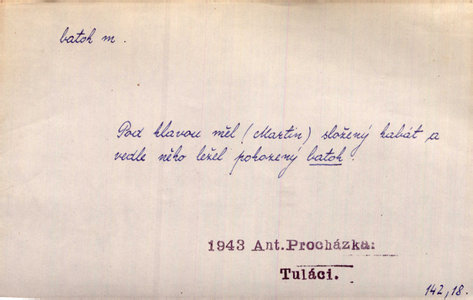 batoh m.
Pod hlavou měl (Martin) složený kabát a
vedle něho ležel pohozený batoh.
1943 Ant.Procházka:
Tuláci.
142,18.